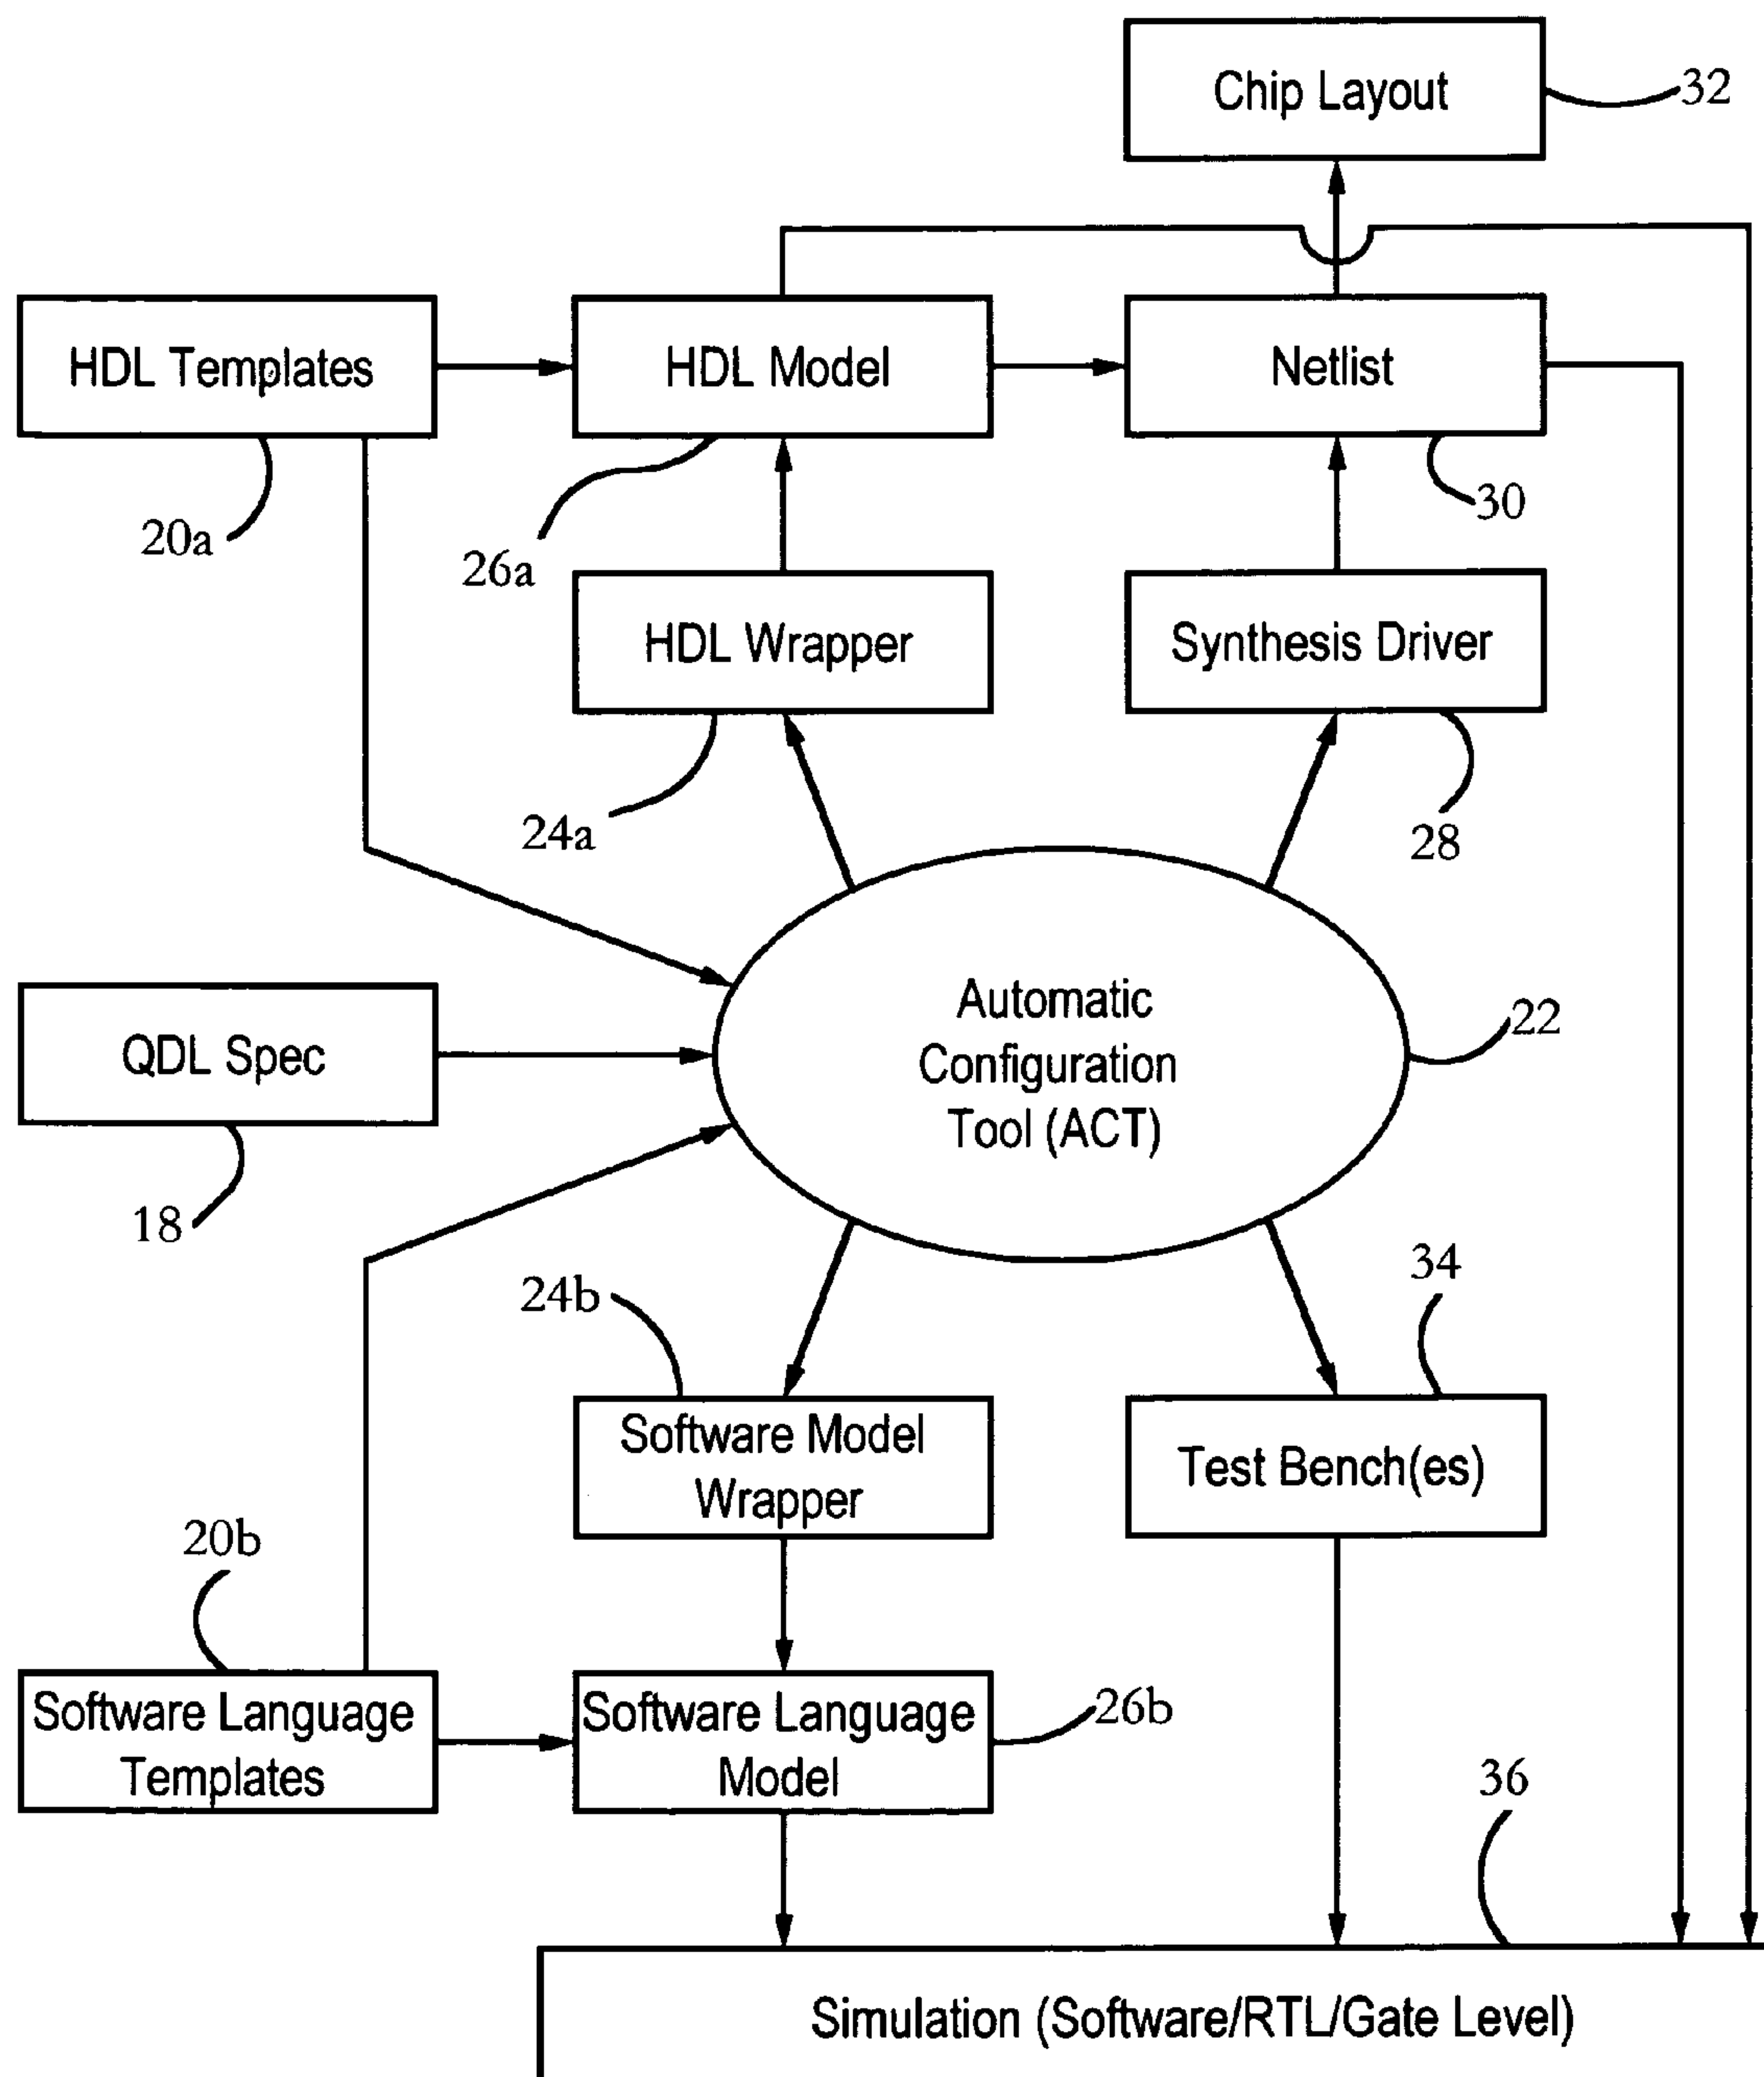 Chip Layout
32
HDL Templates
HDL Model
Netlist
20a
26a
30
HDL Wrapper
Synthesis Driver
24a
28
Automatic
Configuration
Tool (ACT)
22
QDL Spec
18
24b
34
Software Model
Wrapper
Test Bench(es)
20b
Software Language
Templates
Software Language
Model
26b
36
Simulation (Software/RTL/Gate Level)